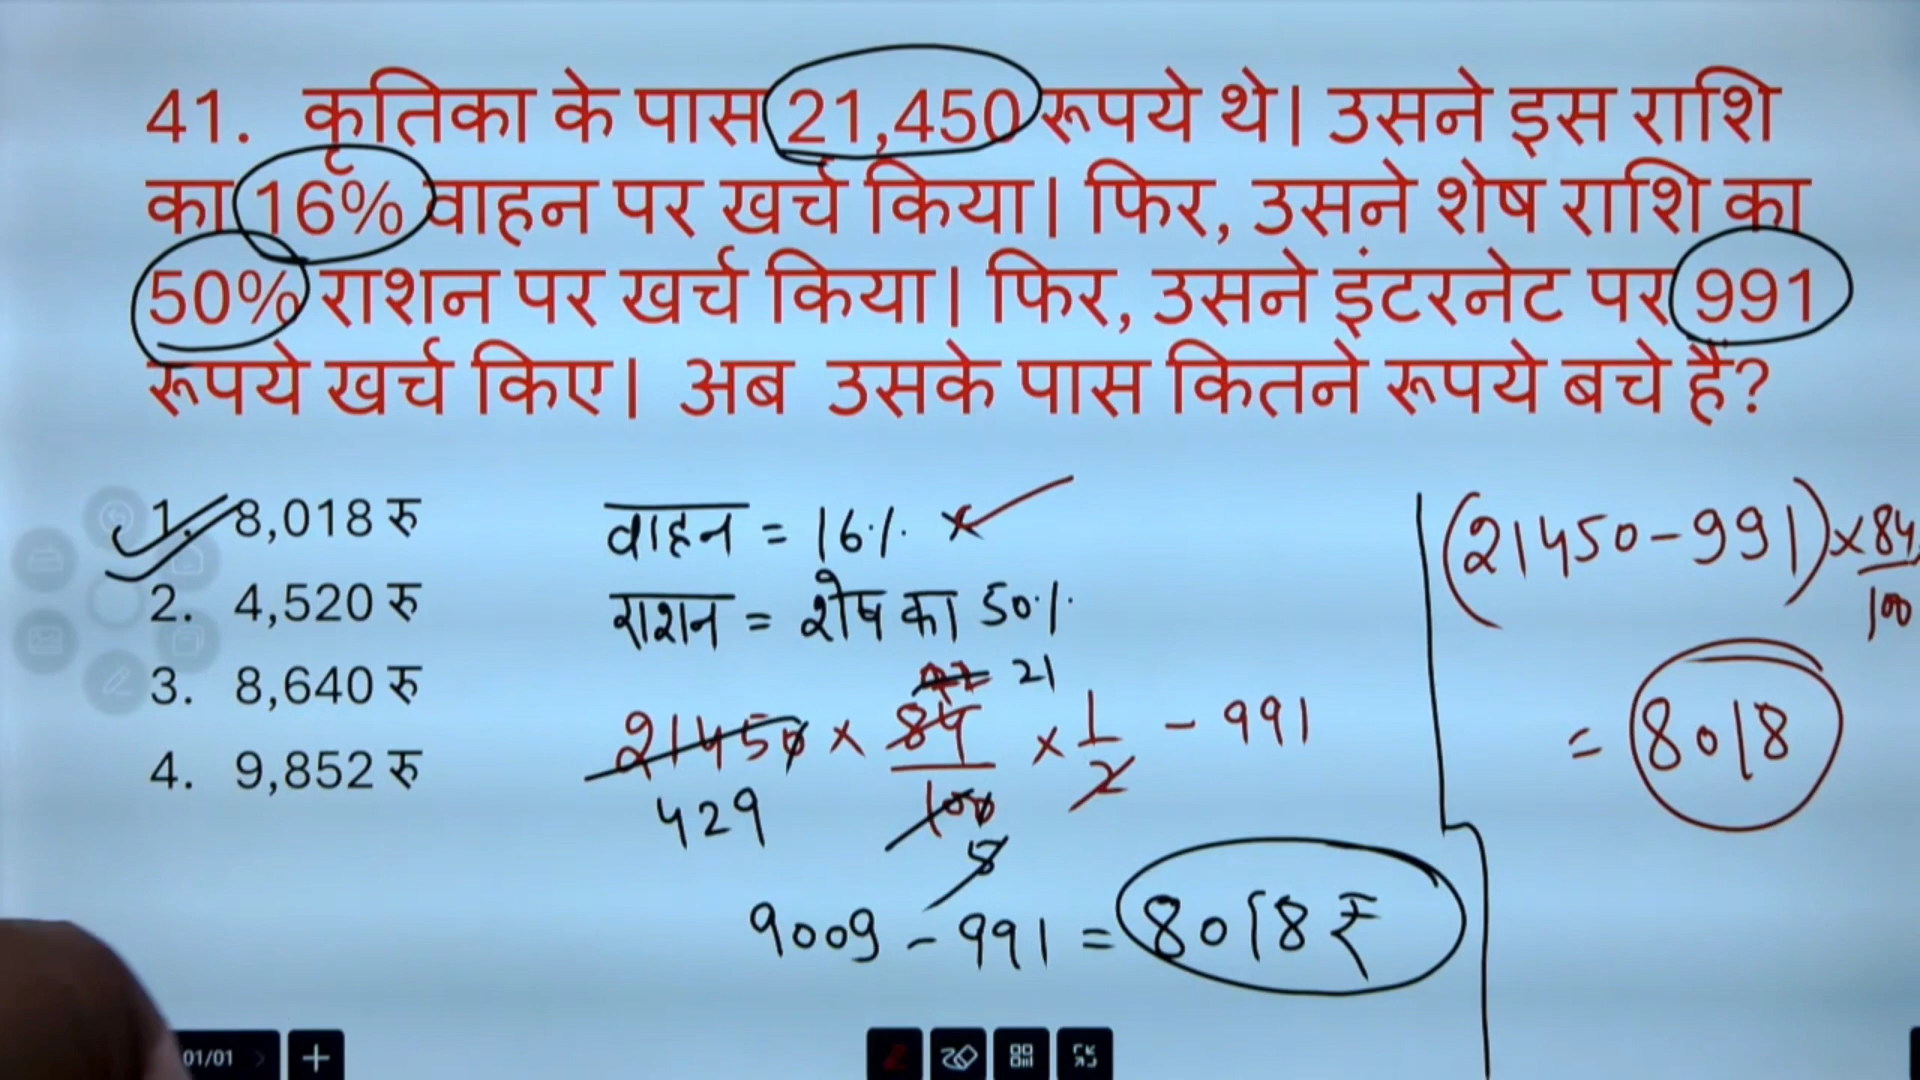 41. कृतिका के पास 21,450 रूपये थे। उसने इस राशि
का 16% वाहन पर खर्च किया। फिर, उसने शेष राशि का
50% राशन पर खर्च किया। फिर, उसने इंटरनेट पर 991
रूपये खर्च किए। अब उसके पास कितने रूपये बचे हैं?
1. 8,018 रु
2. 4,520 रु
3. 8,640 रु
4. 9,852 रु
वाहन = 16% ×
राशन = शेष का 50%
42 21
21450 × 84/100 × 1/2 - 991
429
5
9009 - 991 = 8018 ₹
(21450-991) × 84/100
= 8018
01/01